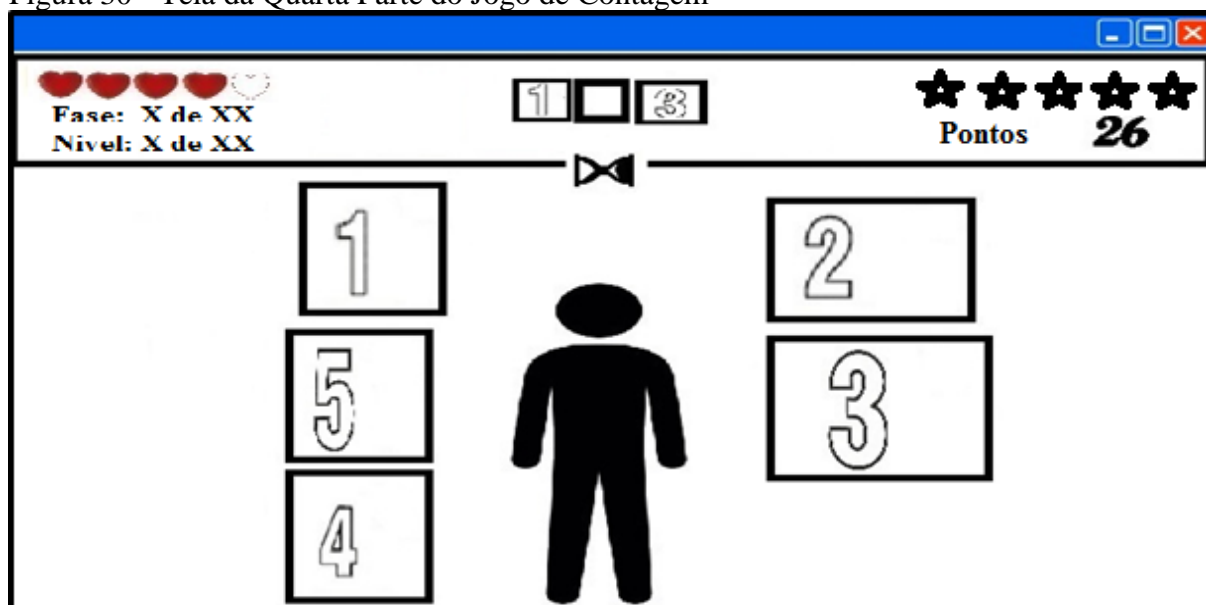 Figura 30 - Tela da Quarta Parte do Jogo de Contagem
Fase: X de XX
Nivel: X de XX
1 3
Pontos 26
1
2
5
3
4